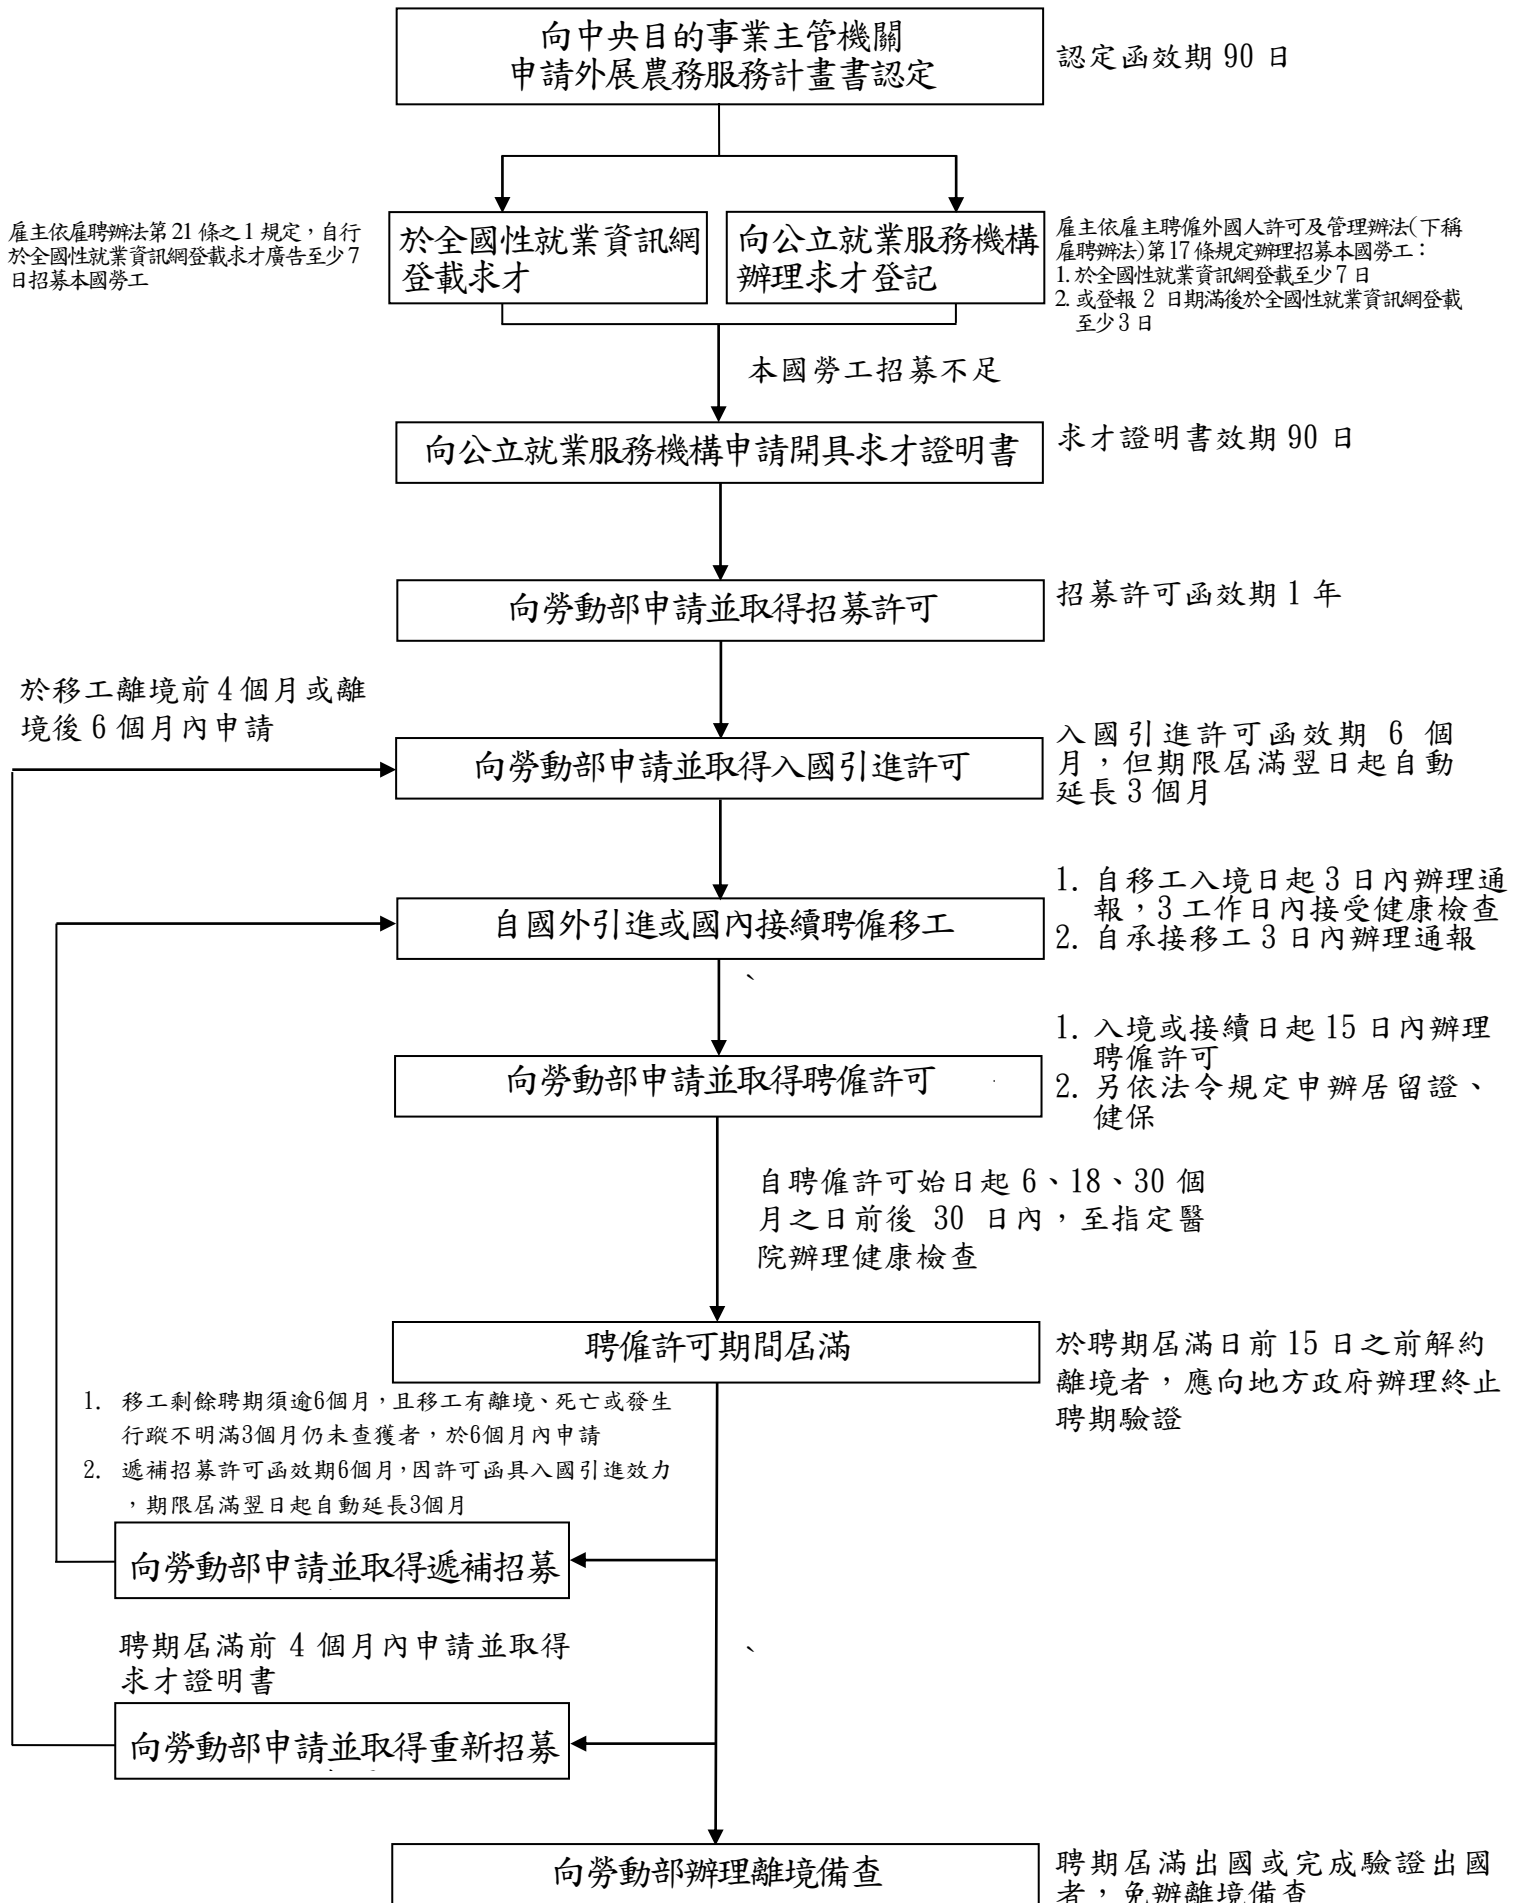 向中央目的事業主管機關
申請外展農務服務計畫書認定
認定函效期 90 日
雇主依雇聘辦法第 21 條之 1 規定，自行
於全國性就業資訊網登載求才廣告至少 7
日招募本國勞工
於全國性就業資訊網
登載求才
向公立就業服務機構
辦理求才登記
雇主依雇主聘僱外國人許可及管理辦法(下稱
雇聘辦法)第 17 條規定辦理招募本國勞工：
1. 於全國性就業資訊網登載至少 7 日
2. 或登報 2 日期滿後於全國性就業資訊網登載
至少 3 日
本國勞工招募不足
向公立就業服務機構申請開具求才證明書
求才證明書效期 90 日
向勞動部申請並取得招募許可
招募許可函效期 1 年
於移工離境前 4 個月或離
境後 6 個月內申請
向勞動部申請並取得入國引進許可
入國引進許可函效期 6 個
月，但期限屆滿翌日起自動
延長 3 個月
自國外引進或國內接續聘僱移工
1. 自移工入境日起 3 日內辦理通
報，3 工作日內接受健康檢查
2. 自承接移工 3 日內辦理通報
、
向勞動部申請並取得聘僱許可
1. 入境或接續日起 15 日內辦理
聘僱許可
2. 另依法令規定申辦居留證、
健保
自聘僱許可始日起 6、18、30 個
月之日前後 30 日內，至指定醫
院辦理健康檢查
聘僱許可期間屆滿
於聘期屆滿日前 15 日之前解約
離境者，應向地方政府辦理終止
聘期驗證
1. 移工剩餘聘期須逾6個月，且移工有離境、死亡或發生
行蹤不明滿3個月仍未查獲者，於6個月內申請
2. 遞補招募許可函效期6個月，因許可函具入國引進效力
，期限屆滿翌日起自動延長3個月
向勞動部申請並取得遞補招募
聘期屆滿前 4 個月內申請並取得
求才證明書
、
向勞動部申請並取得重新招募
向勞動部辦理離境備查
聘期屆滿出國或完成驗證出國
者，免辦離境備查